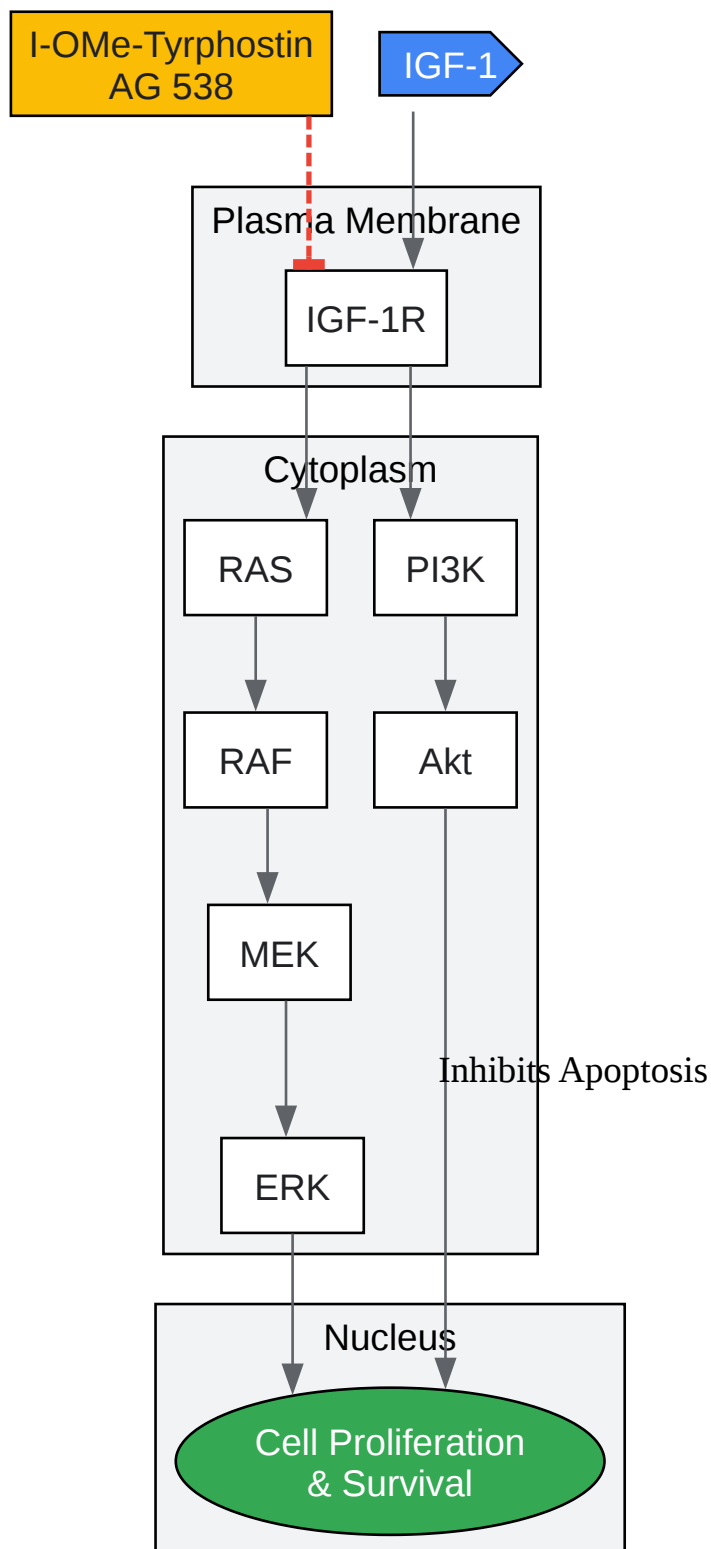 I-OMe-Tyrphostin
AG 538
IGF-1
Plasma Membrane
IGF-1R
Cytoplasm
RAS
PI3K
RAF
Akt
MEK
Inhibits Apoptosis
ERK
Nucleus
Cell Proliferation
& Survival